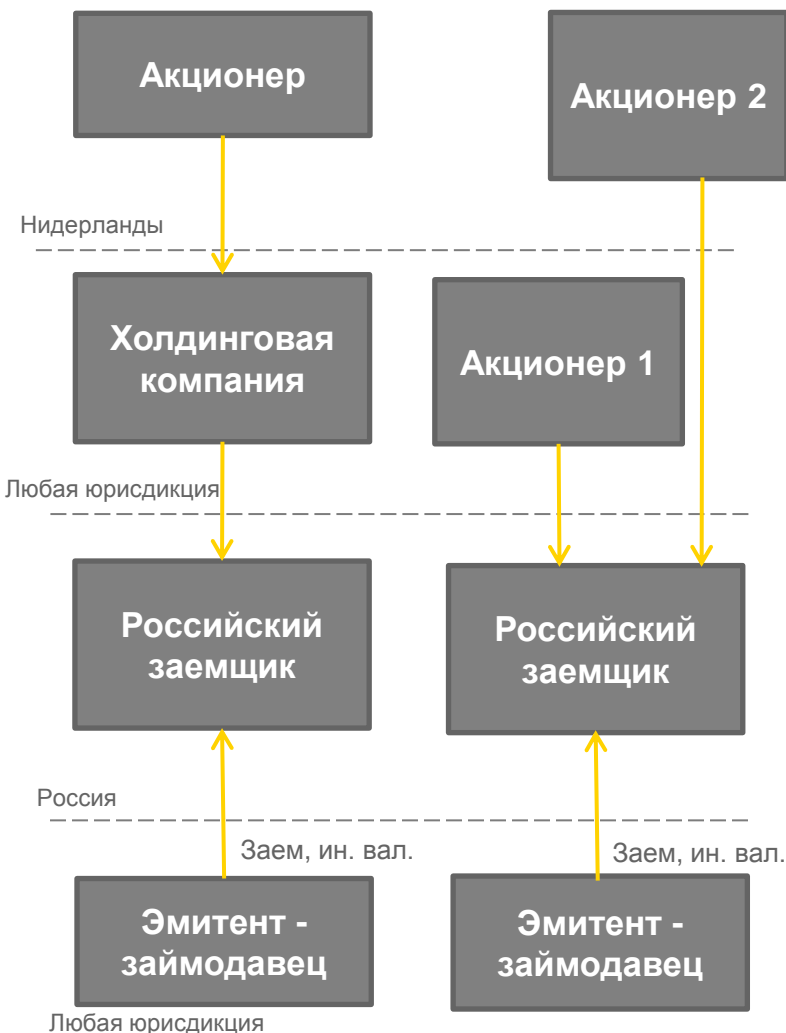 Акционер
Акционер 2
Нидерланды
Холдинговая
компания
Акционер 1
Любая юрисдикция
Российский
заемщик
Российский
заемщик
Россия
Заем, ин. вал.
Заем, ин. вал.
Эмитент -
займодавец
Эмитент -
займодавец
Любая юрисдикция